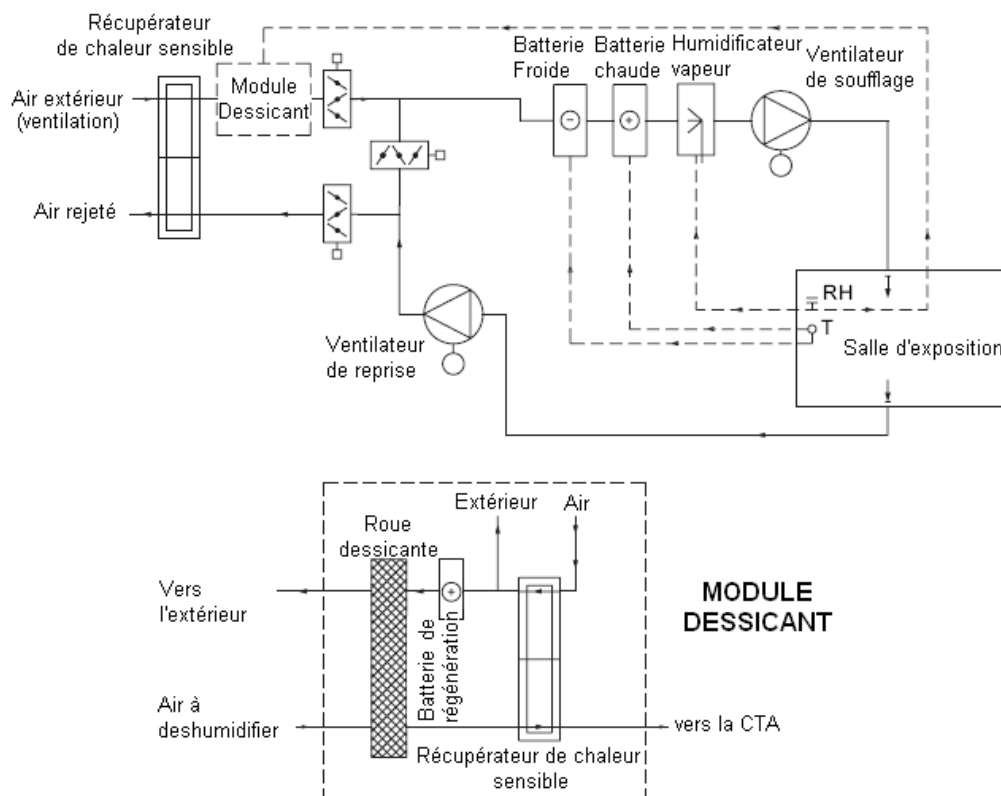 Récupérateur
de chaleur sensible
Batterie
Froide
Batterie
chaude
Humidificateur
vapeur
Ventilateur
de soufflage
Air extérieur
(ventilation)
Module
Dessicant
Air rejeté
RH
T
Salle d'exposition
Ventilateur
de reprise
Extérieur
Air
Roue
dessicante
Vers
l'extérieur
Batterie de
régénération
MODULE
DESSICANT
Air à
deshumidifier
vers la CTA
Récupérateur de chaleur
sensible